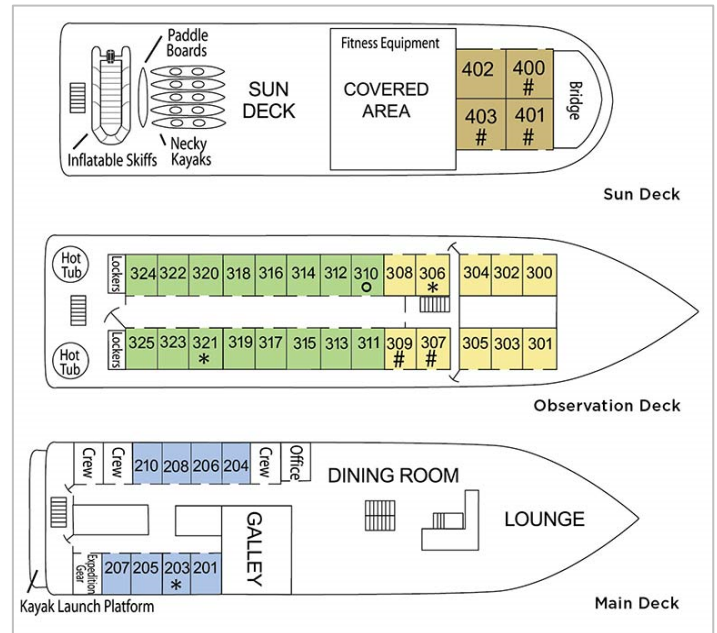 Paddle
Boards
Inflatable Skiffs
Necky
Kayaks
SUN
DECK
Fitness Equipment
COVERED
AREA
402 400
#
403 401
# #
Bridge
Sun Deck
Hot
Tub
Lockers
324 322 320 318 316 314 312 310 308 306 304 302 300
*
Hot
Tub
Lockers
325 323 321 319 317 315 313 311 309 307 305 303 301
* # #
Observation Deck
Crew Crew 210 208 206 204 Crew Office
DINING ROOM
LOUNGE
GALLEY
Expedition
Gear
207 205 203 201
*
Kayak Launch Platform
Main Deck